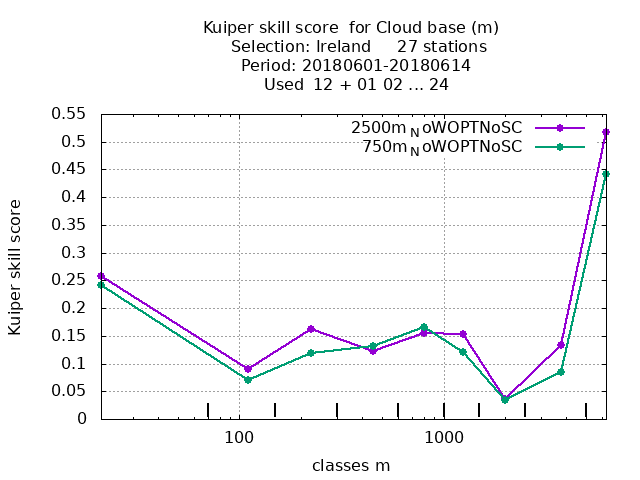 Kuiper skill score  for Cloud base (m)
Selection: Ireland     27 stations
Period: 20180601-20180614
Used  12 + 01 02 ... 24
2500m_NoWOPTNoSC
750m_NoWOPTNoSC
0.55
0.5
0.45
0.4
0.35
0.3
0.25
0.2
0.15
0.1
0.05
0
Kuiper skill score
100
1000
classes m